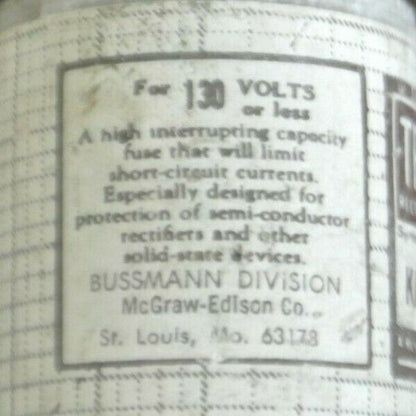 For 130 VOLTS
or less
A high interrupting capacity
fuse that will limit
short-circuit currents.
Especially designed for
protection of semi-conductor
rectifiers and other
solid-state devices.
BUSSMANN DIVISION
McGraw-Edison Co.
St. Louis, Mo. 63178